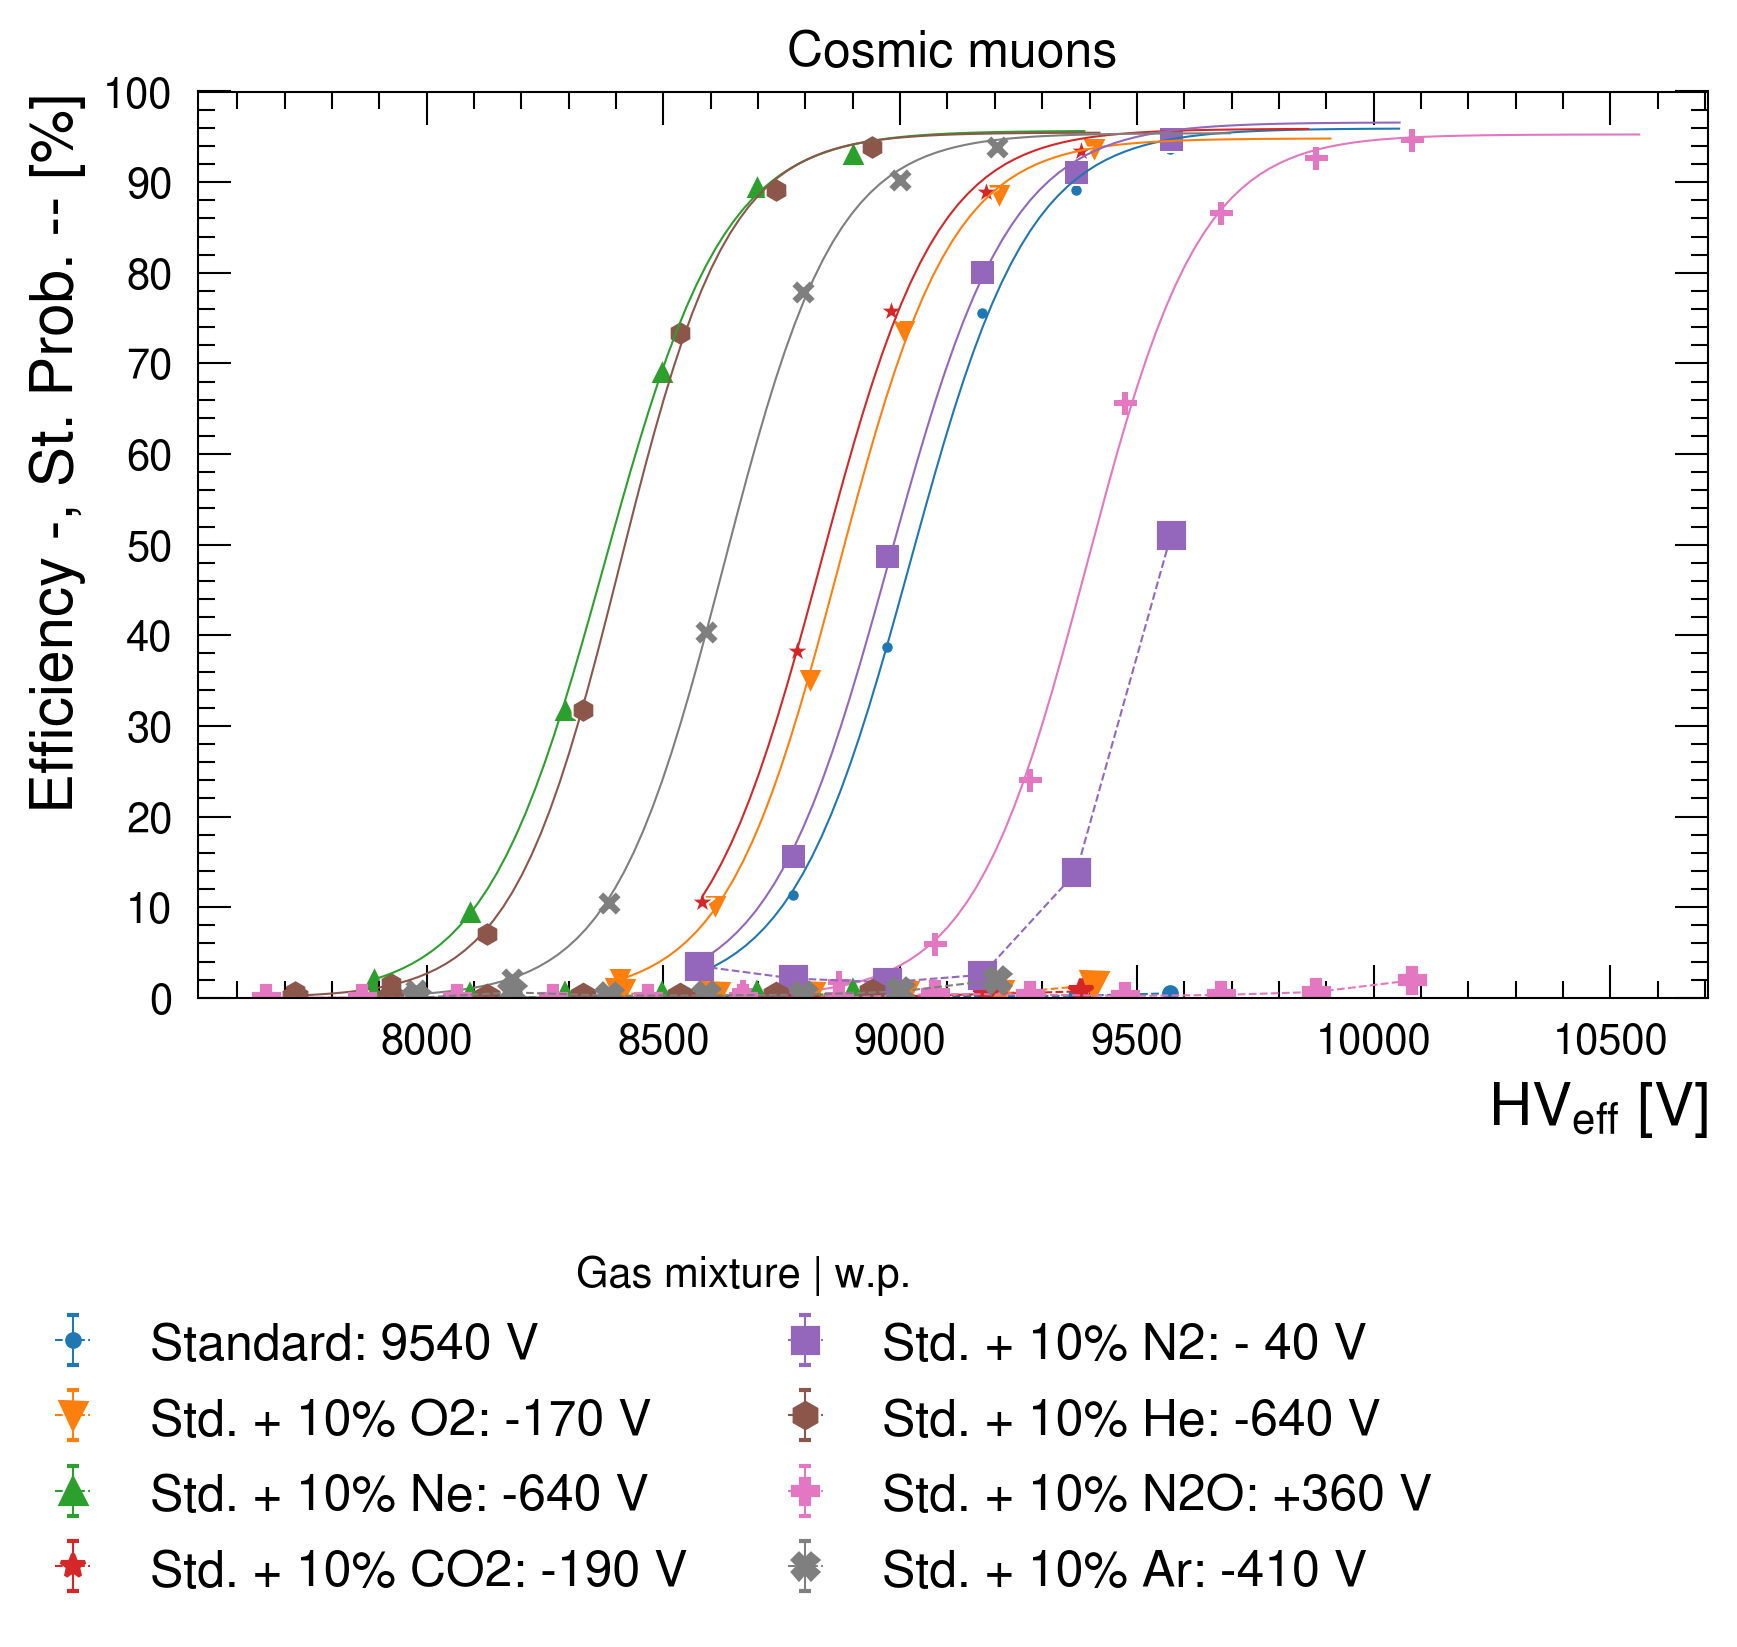 Cosmic muons
Efficiency -, St. Prob. -- [%]
100
90
80
70
60
50
40
30
20
10
0
8000 8500 9000 9500 10000 10500
HVeff [V]
Gas mixture | w.p.
Standard: 9540 V
Std. + 10% O2: -170 V
Std. + 10% Ne: -640 V
Std. + 10% CO2: -190 V
Std. + 10% N2: - 40 V
Std. + 10% He: -640 V
Std. + 10% N2O: +360 V
Std. + 10% Ar: -410 V